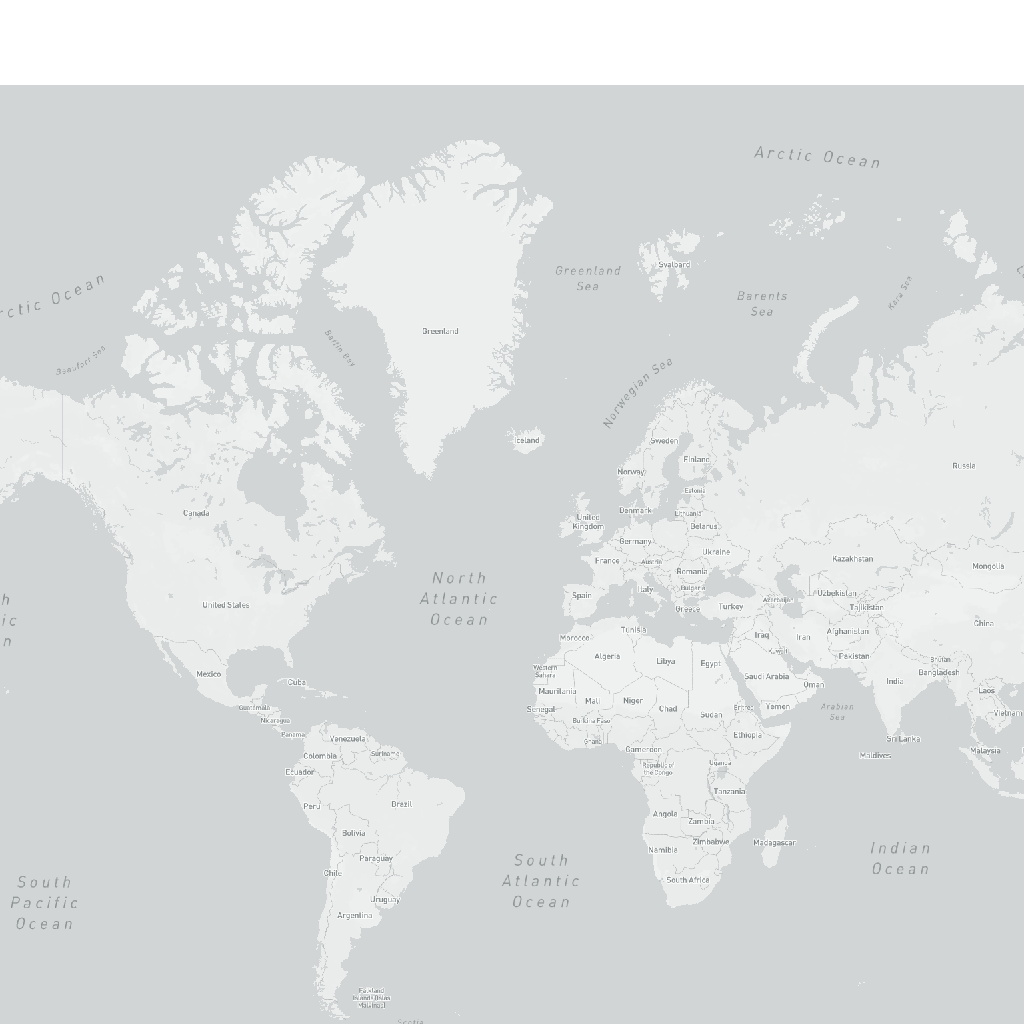 Arctic Ocean
Greenland
Sea
Svalbard
Barents
Sea
Kara Sea
rctic Ocean
Beaufort Sea
Baffin Bay
Greenland
Norwegian Sea
Iceland
Sweden
Finland
Norway
Russia
Estonia
Canada
Denmark
Lithuania
United
Kingdom
Belarus
Germany
Ukraine
France
Austria
Kazakhstan
Mongolia
Romania
North
Atlantic
Ocean
Spain
Italy
Bulgaria
Uzbekistan
h
ic
n
United States
Greece
Turkey
Azerbaijan
Tajikistan
China
Tunisia
Morocco
Iraq
Iran
Afghanistan
Algeria
Libya
Egypt
Kuwait
Pakistan
Bhutan
Mexico
Western
Sahara
Saudi Arabia
Oman
India
Bangladesh
Cuba
Mauritania
Mali
Niger
Chad
Sudan
Eritrea
Yemen
Arabian
Sea
Laos
Vietnam
Guatemala
Nicaragua
Senegal
Burkina Faso
Panama
Venezuela
Ghana
Ethiopia
Sri Lanka
Colombia
Suriname
Cameroon
Maldives
Malaysia
Ecuador
Republic of
the Congo
Uganda
Peru
Brazil
Tanzania
Angola
Zambia
Bolivia
Zimbabwe
Madagascar
Namibia
Paraguay
Chile
South
Atlantic
Ocean
Indian
Ocean
South Africa
South
Pacific
Ocean
Uruguay
Argentina
Falkland
Islands (Islas
Malvinas)
Scotia